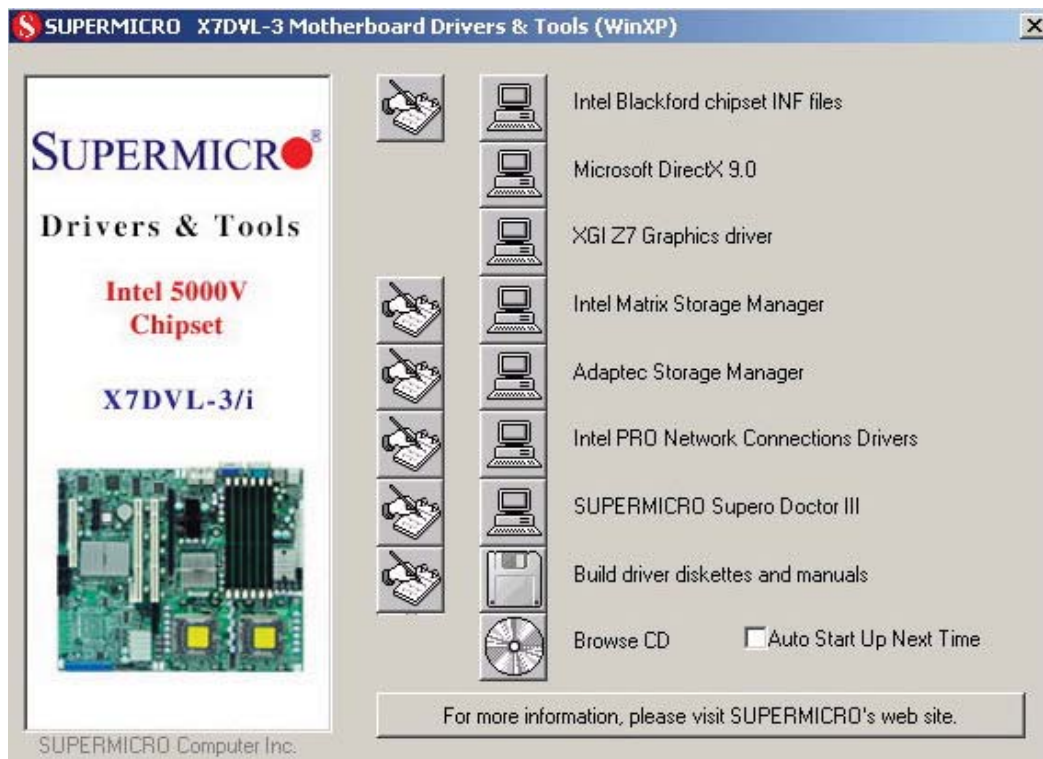 SUPERMICRO X7DVL-3 Motherboard Drivers & Tools (WinXP)
SUPERMICRO®
Drivers & Tools
Intel 5000V
Chipset
X7DVL-3/i
SUPERMICRO Computer Inc.
Intel Blackford chipset INF files
Microsoft DirectX 9.0
XGI Z7 Graphics driver
Intel Matrix Storage Manager
Adaptec Storage Manager
Intel PRO Network Connections Drivers
SUPERMICRO Supero Doctor III
Build driver diskettes and manuals
Browse CD
Auto Start Up Next Time
For more information, please visit SUPERMICRO's web site.